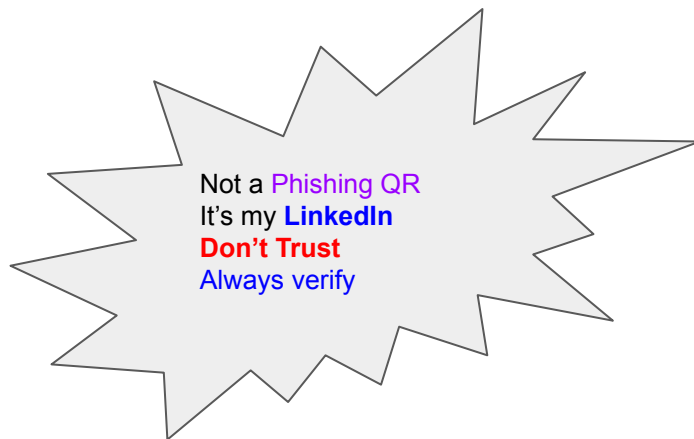 Not a Phishing QR
It’s my LinkedIn
Don’t Trust
Always verify